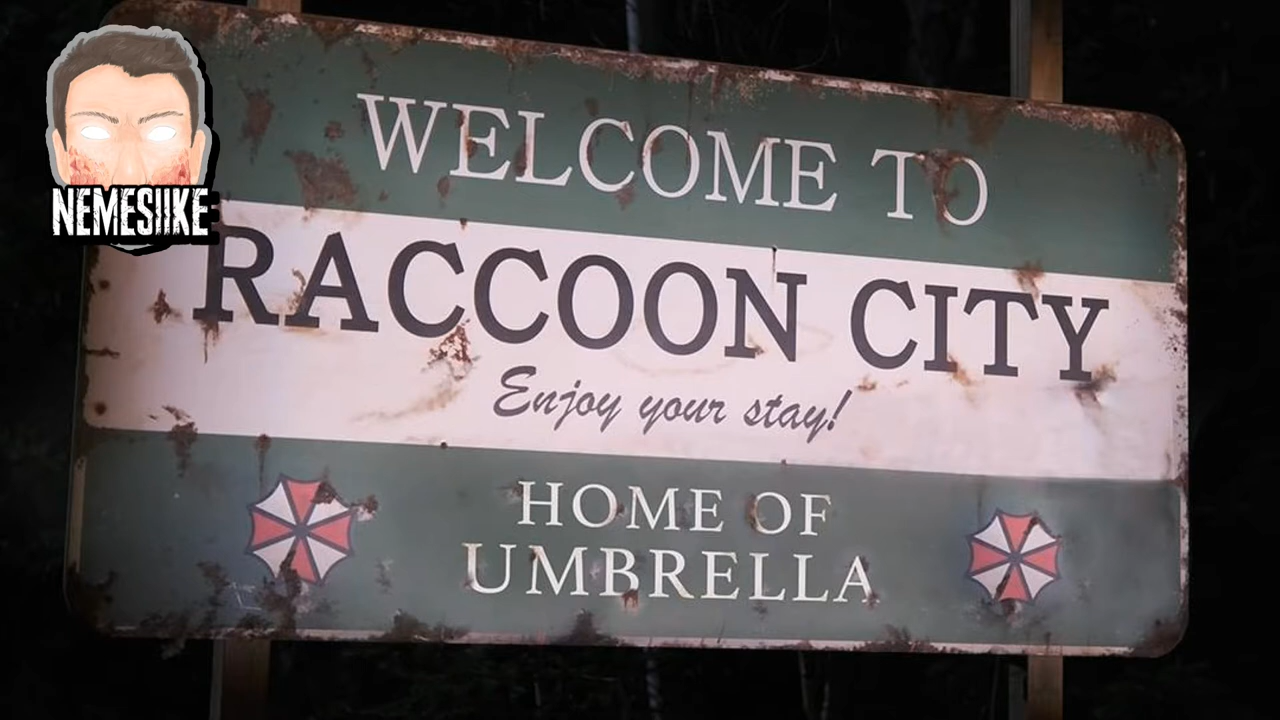 NEMESIIKE
WELCOME TO
RACCOON CITY
Enjoy your stay!
HOME OF
UMBRELLA